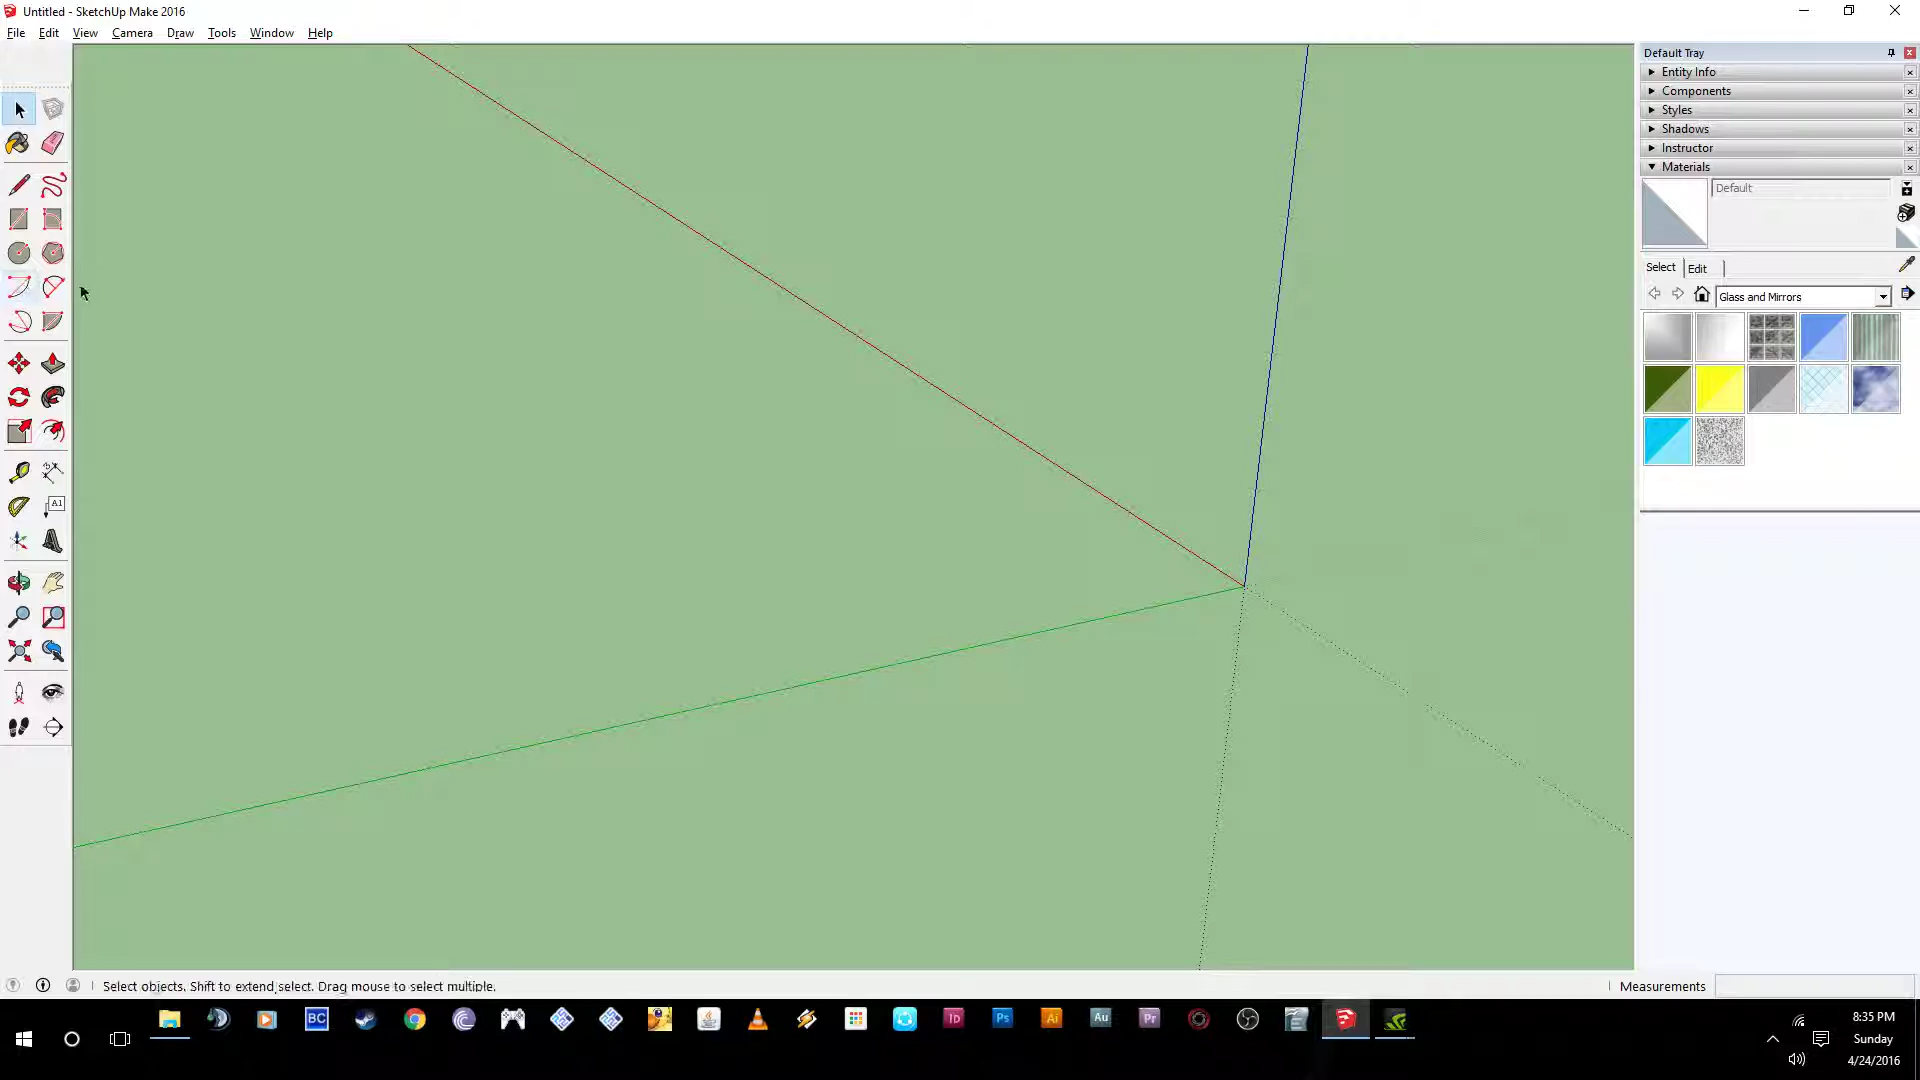 Untitled - SketchUp Make 2016
File Edit View Camera Draw Tools Window Help
Default Tray
Entity Info
Components
Styles
Shadows
Instructor
Materials
Default
Select Edit
Glass and Mirrors
A1
Select objects. Shift to extend select. Drag mouse to select multiple.
Measurements
BC
Id
Ps
Ai
Au
Pr
8:35 PM
Sunday
4/24/2016